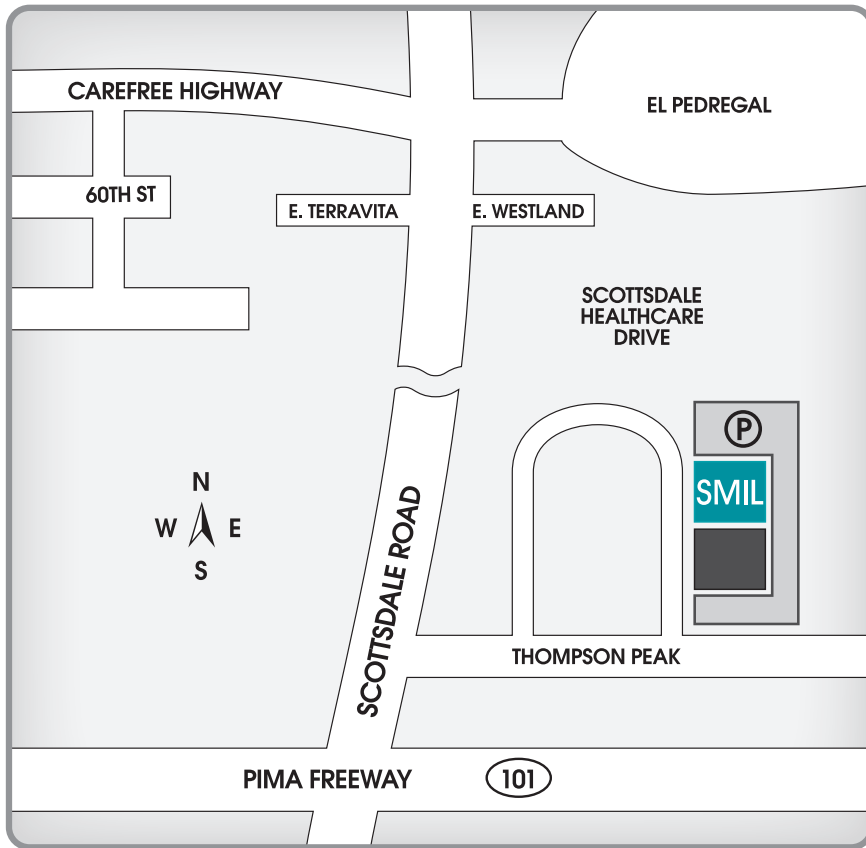 CAREFREE HIGHWAY
EL PEDREGAL
60TH ST
E. TERRAVITA
E. WESTLAND
SCOTTSDALE
HEALTHCARE
DRIVE
P
SMIL
N
W E
S
SCOTTSDALE ROAD
THOMPSON PEAK
PIMA FREEWAY
101